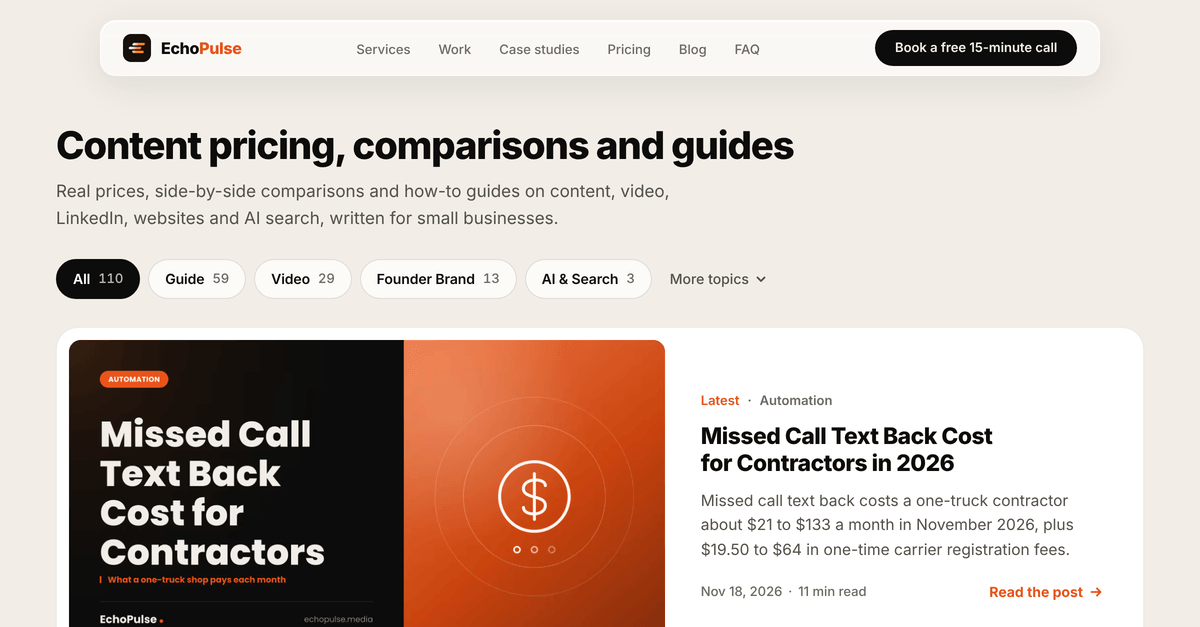 EchoPulse
Services
Work
Case studies
Pricing
Blog
FAQ
Book a free 15-minute call
Content pricing, comparisons and guides
Real prices, side-by-side comparisons and how-to guides on content, video,
LinkedIn, websites and AI search, written for small businesses.
All 110
Guide 59
Video 29
Founder Brand 13
AI & Search 3
More topics
AUTOMATION
Missed Call
Text Back
Cost for
Contractors
What a one-truck shop pays each month
EchoPulse
echopulse.media
$
Latest · Automation
Missed Call Text Back Cost
for Contractors in 2026
Missed call text back costs a one-truck contractor
about $21 to $133 a month in November 2026, plus
$19.50 to $64 in one-time carrier registration fees.
Nov 18, 2026 · 11 min read
Read the post →